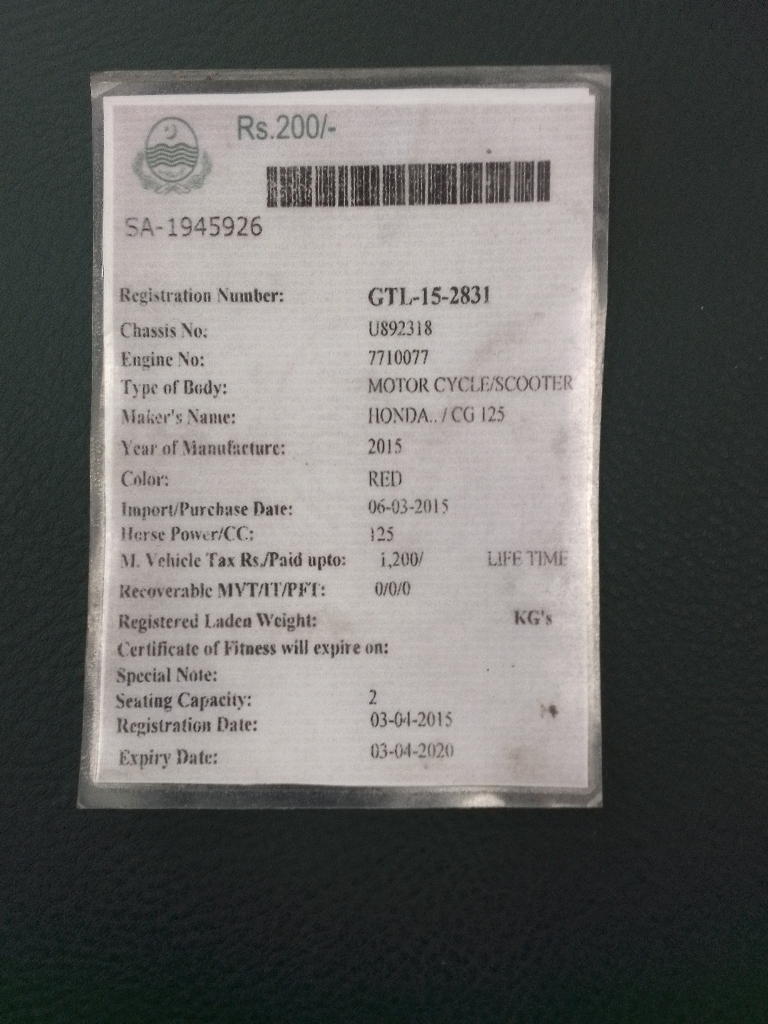 Rs.200/-
SA-1945926
Registration Number: GTL-15-2831
Chassis No: U892318
Engine No: 7710077
Type of Body: MOTOR CYCLE/SCOOTER
Maker's Name: HONDA.. / CG 125
Year of Manufacture: 2015
Color: RED
Import/Purchase Date: 06-03-2015
Horse Power/CC: 125
M. Vehicle Tax Rs./Paid upto: 1,200/ LIFE TIME
Recoverable MVT/IT/PFT: 0/0/0
Registered Laden Weight: KG's
Certificate of Fitness will expire on:
Special Note:
Seating Capacity: 2
Registration Date: 03-04-2015
Expiry Date: 03-04-2020